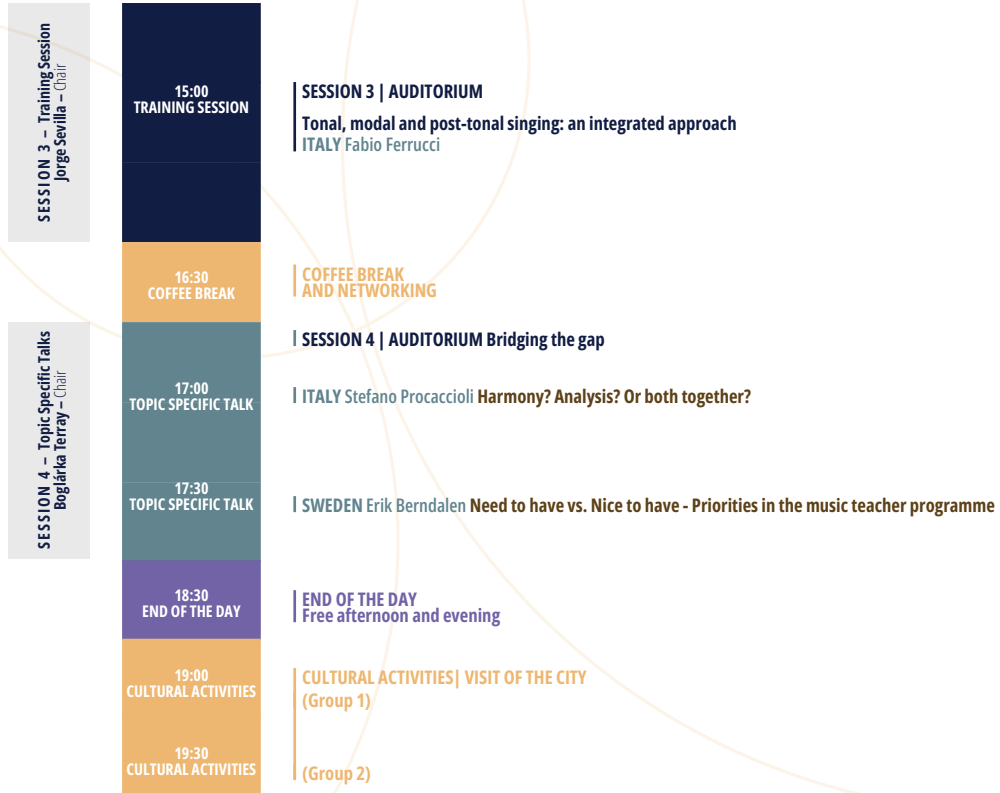 SESSION 3 – Training Session
Jorge Sevilla – Chair
15:00
TRAINING SESSION
SESSION 3 | AUDITORIUM
Tonal, modal and post-tonal singing: an integrated approach
ITALY Fabio Ferrucci
16:30
COFFEE BREAK
COFFEE BREAK
AND NETWORKING
SESSION 4 – Topic Specific Talks
Boglárka Terray – Chair
SESSION 4 | AUDITORIUM Bridging the gap
17:00
TOPIC SPECIFIC TALK
ITALY Stefano Procaccioli Harmony? Analysis? Or both together?
17:30
TOPIC SPECIFIC TALK
SWEDEN Erik Berndalen Need to have vs. Nice to have - Priorities in the music teacher programme
18:30
END OF THE DAY
END OF THE DAY
Free afternoon and evening
19:00
CULTURAL ACTIVITIES
CULTURAL ACTIVITIES| VISIT OF THE CITY
(Group 1)
19:30
CULTURAL ACTIVITIES
(Group 2)